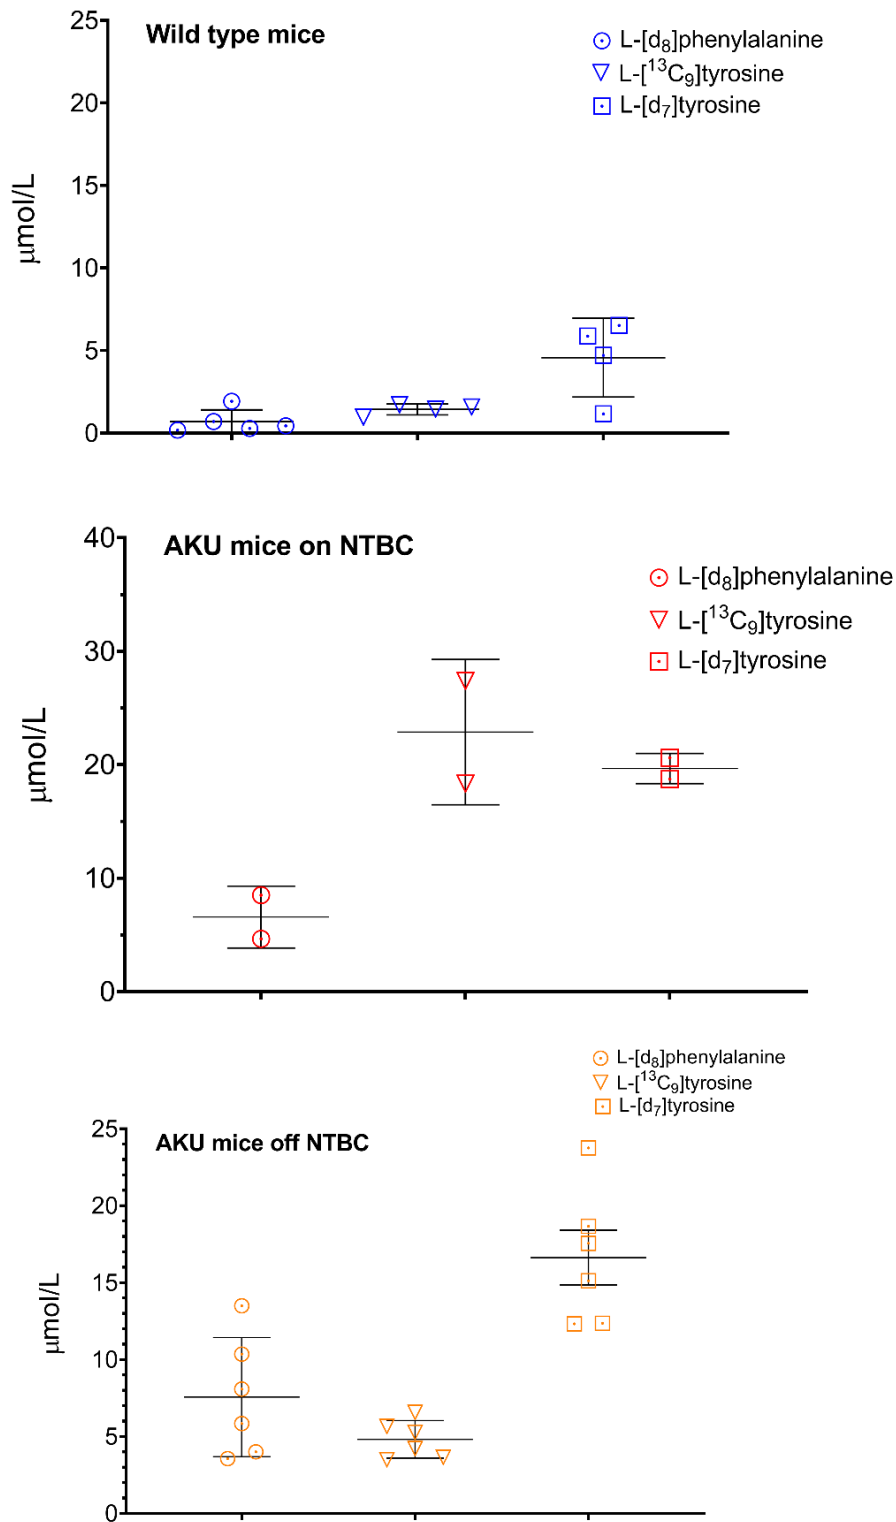 Wild type mice
L-[d₈]phenylalanine
L-[¹³C₉]tyrosine
L-[d₇]tyrosine
μmol/L
25
20
15
10
5
0
AKU mice on NTBC
L-[d₈]phenylalanine
L-[¹³C₉]tyrosine
L-[d₇]tyrosine
μmol/L
40
30
20
10
0
L-[d₈]phenylalanine
L-[¹³C₉]tyrosine
L-[d₇]tyrosine
AKU mice off NTBC
μmol/L
25
20
15
10
5
0